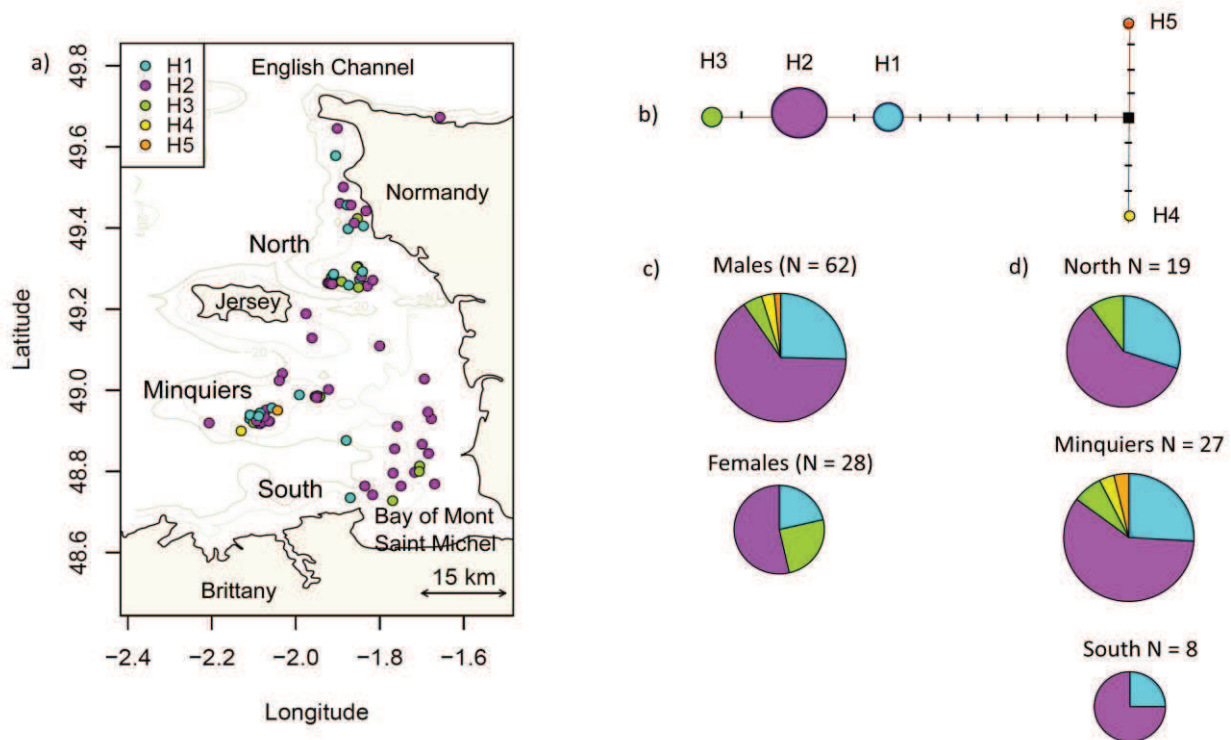 a)
H1
H2
H3
H4
H5
English Channel
Normandy
North
Jersey
Minquiers
South
Bay of Mont
Saint Michel
Brittany
15 km
Latitude
49.8
49.6
49.4
49.2
49.0
48.8
48.6
−2.4
−2.2
−2.0
−1.8
−1.6
Longitude
b)
H3
H2
H1
H5
H4
c)
Males (N = 62)
Females (N = 28)
d)
North N = 19
Minquiers N = 27
South N = 8